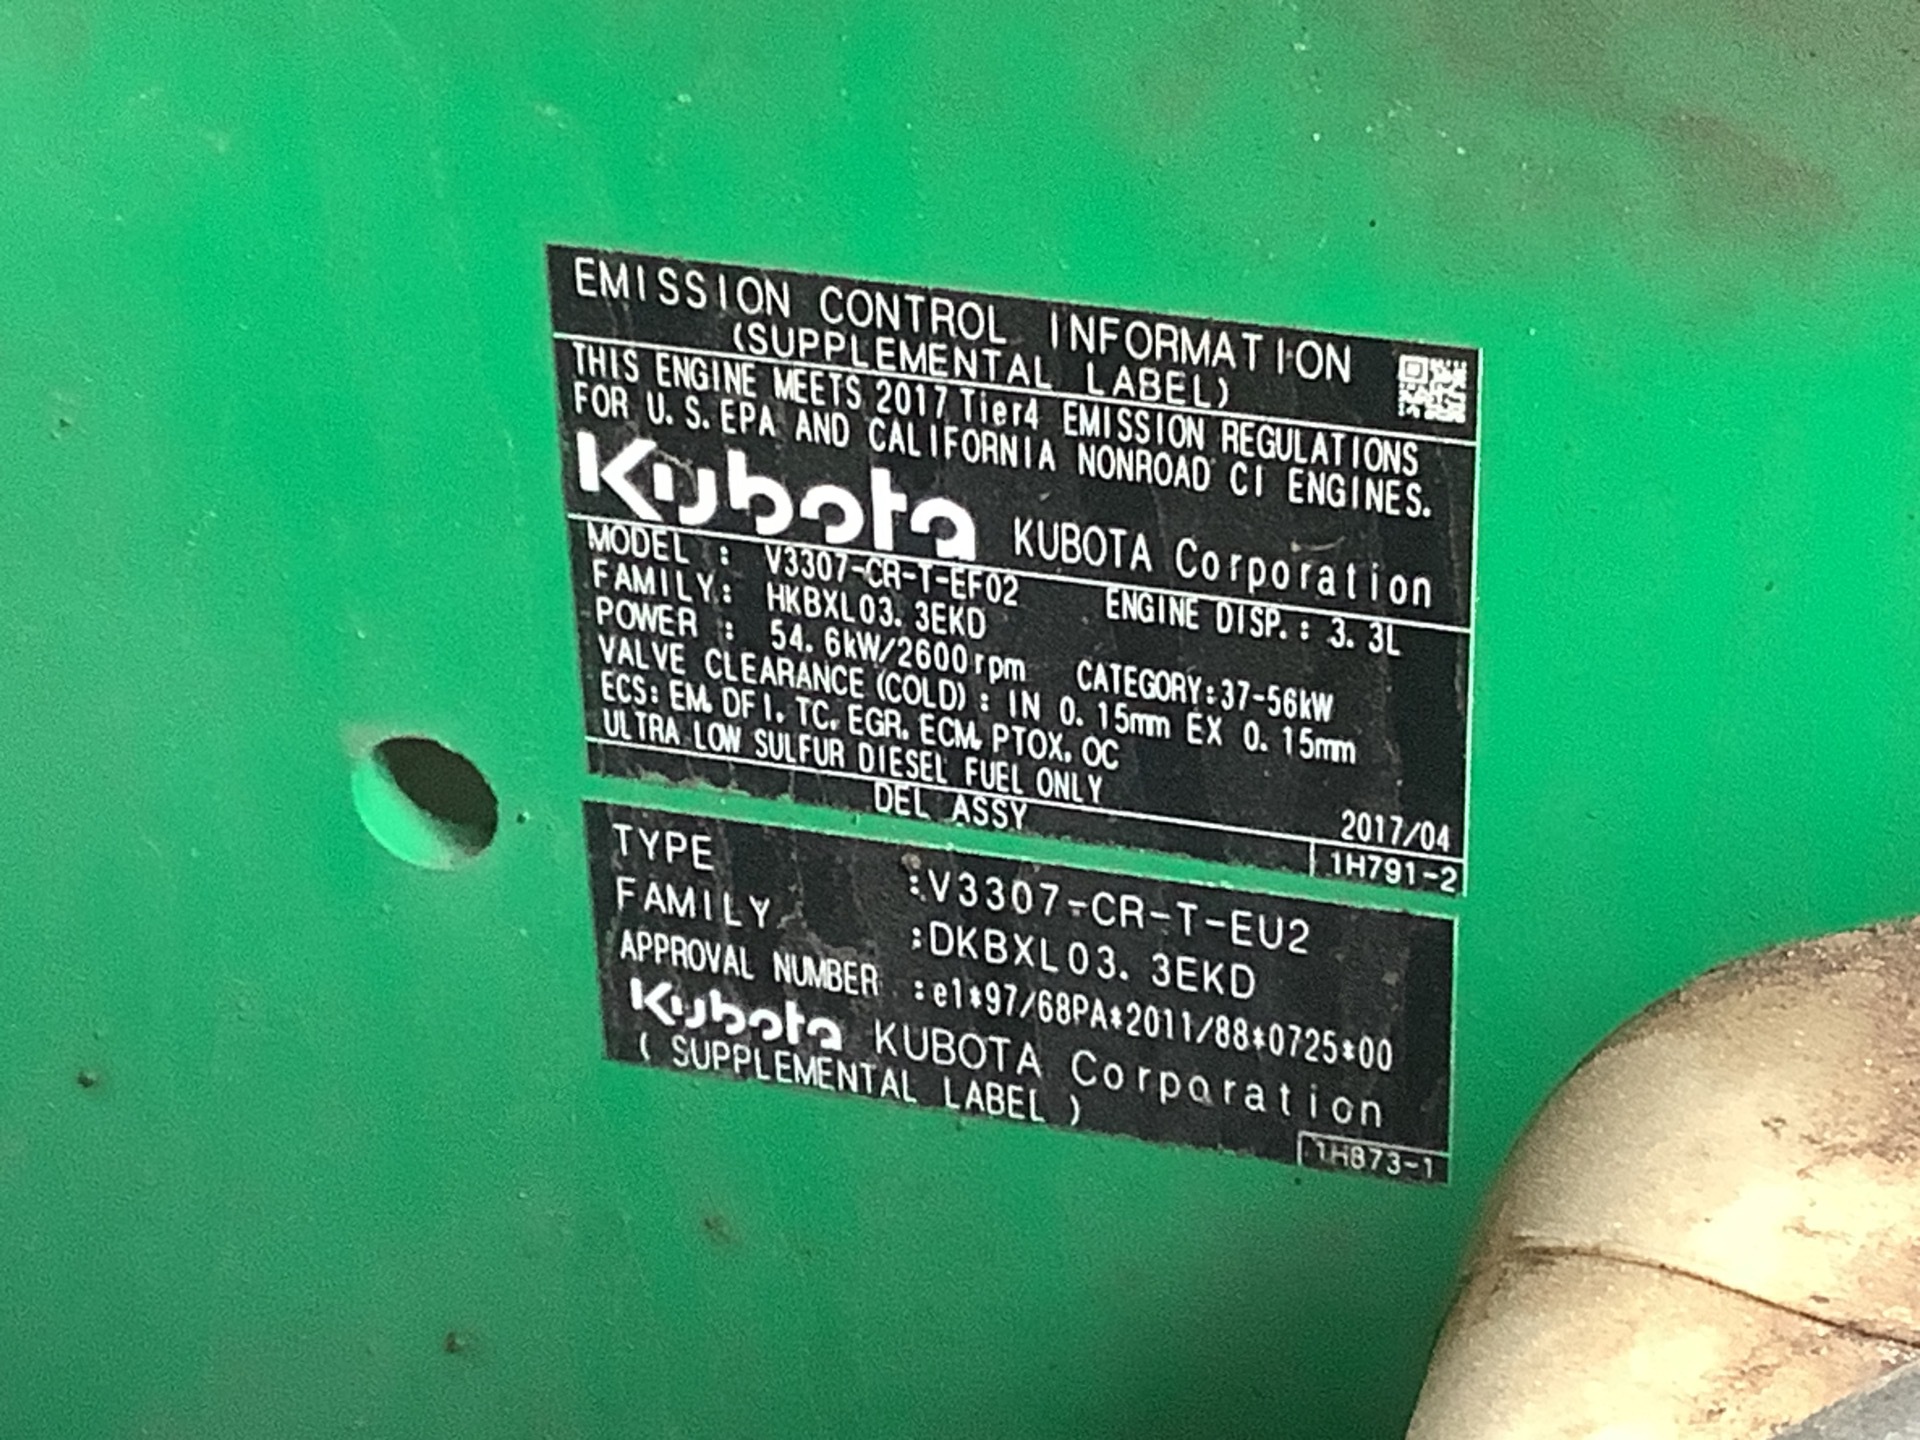 EMISSION CONTROL INFORMATION
(SUPPLEMENTAL LABEL)
THIS ENGINE MEETS 2017 Tier4 EMISSION REGULATIONS
FOR U.S.EPA AND CALIFORNIA NONROAD CI ENGINES.
Kubota KUBOTA Corporation
MODEL : V3307-CR-T-EF02 ENGINE DISP.: 3.3L
FAMILY: HKBXL03.3EKD
POWER : 54.6kW/2600rpm CATEGORY:37-56kW
VALVE CLEARANCE(COLD): IN 0.15mm EX 0.15mm
ECS: EM, DFI, TC, EGR, ECM, PTOX, OC
ULTRA LOW SULFUR DIESEL FUEL ONLY
2017/04
DEL ASSY
1H791-2
TYPE :V3307-CR-T-EU2
FAMILY :DKBXL03.3EKD
APPROVAL NUMBER :e1*97/68PA*2011/88*0725*00
Kubota KUBOTA Corporation
( SUPPLEMENTAL LABEL )
1H873-1